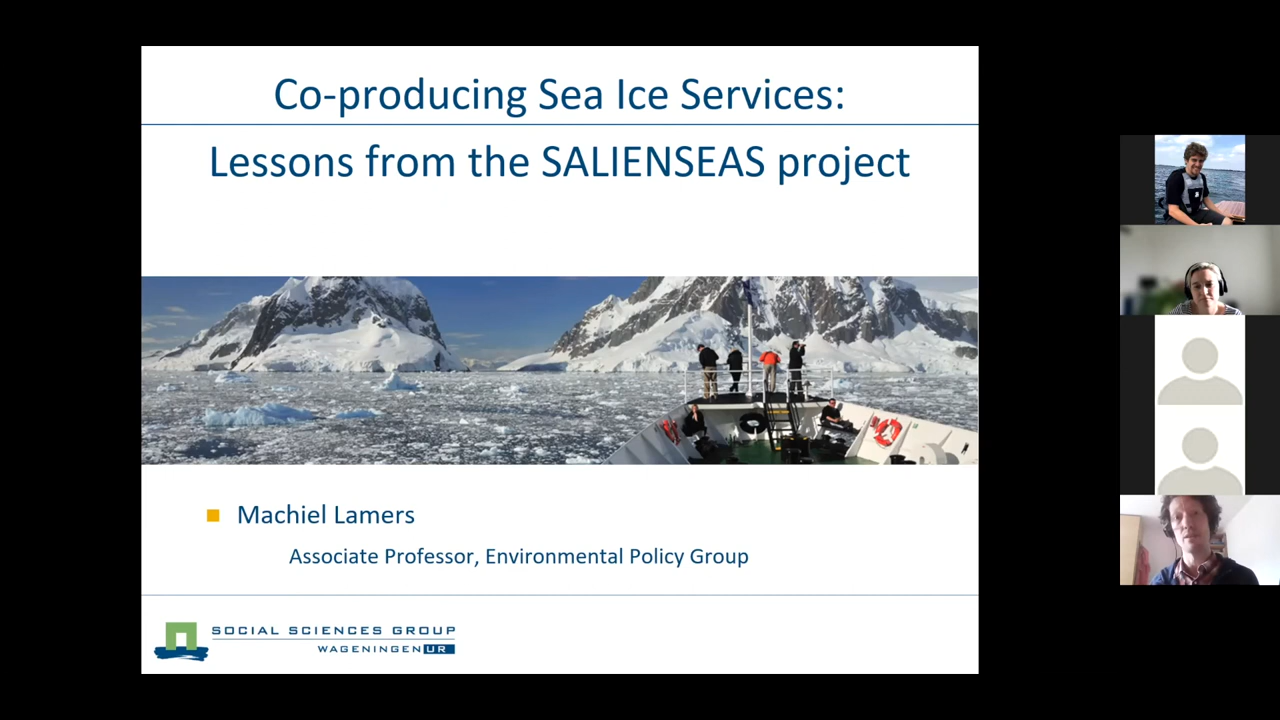 Co-producing Sea Ice Services:
Lessons from the SALIENSEAS project
Machiel Lamers
Associate Professor, Environmental Policy Group
SOCIAL SCIENCES GROUP
WAGENINGEN UR